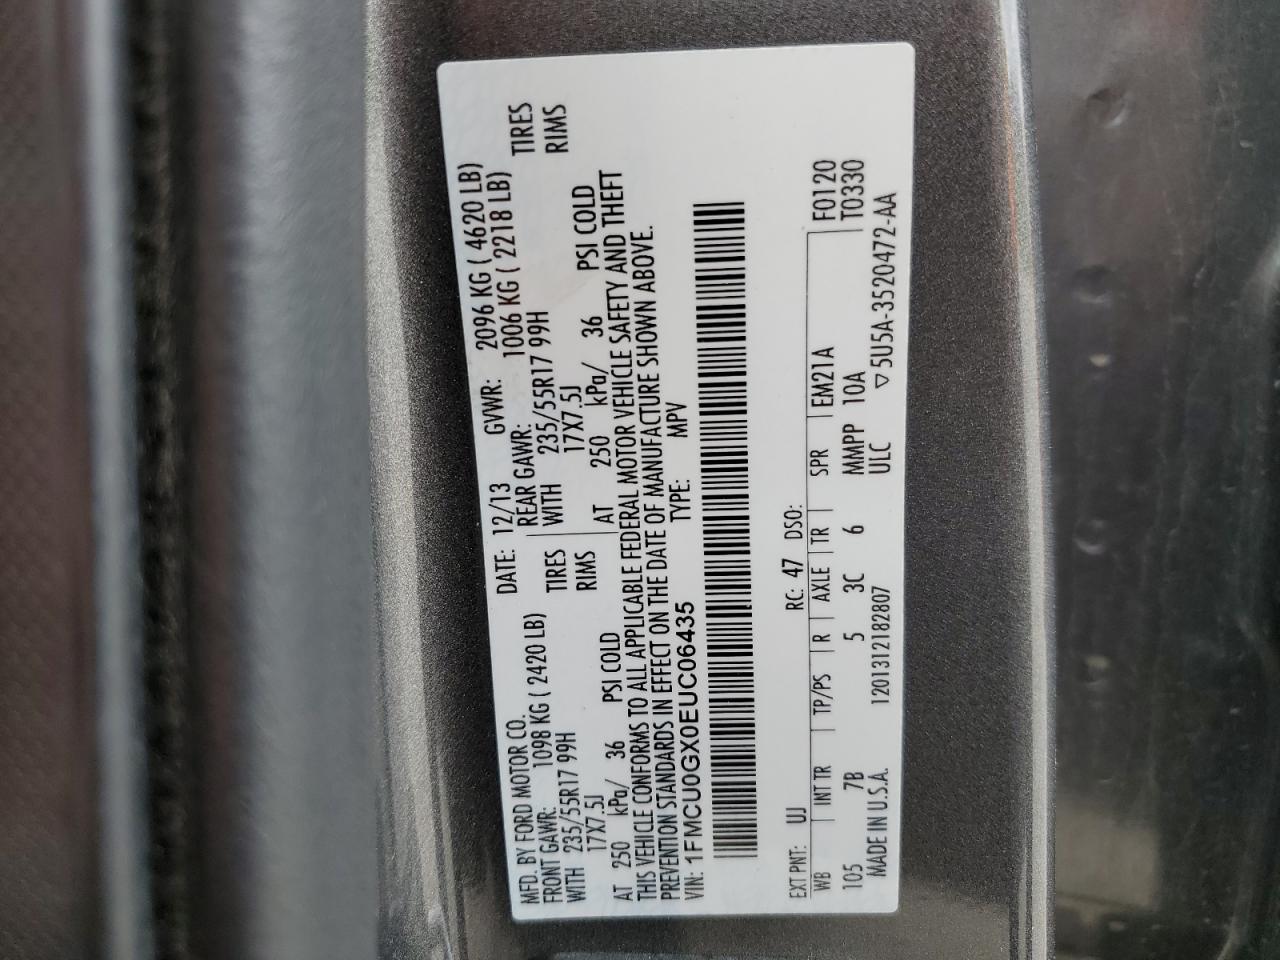 MFD. BY FORD MOTOR CO.
DATE: 12/13 GVWR: 2096 KG ( 4620 LB)
FRONT GAWR: 1098 KG ( 2420 LB) REAR GAWR: 1006 KG ( 2218 LB)
WITH 235/55R17 99H TIRES WITH 235/55R17 99H TIRES
17X7.5J RIMS 17X7.5J RIMS
AT 250 kPa/ 36 PSI COLD AT 250 kPa/ 36 PSI COLD
THIS VEHICLE CONFORMS TO ALL APPLICABLE FEDERAL MOTOR VEHICLE SAFETY AND THEFT
PREVENTION STANDARDS IN EFFECT ON THE DATE OF MANUFACTURE SHOWN ABOVE.
VIN: 1FMCU0GX0EUC06435 TYPE: MPV
EXT PNT: UJ RC: 47 DSO:
WB INT TR TP/PS R AXLE TR SPR EM21A F0120
105 7B 5 3C 6 MMPP 10A T0330
MADE IN U.S.A. 1201312182807 ULC ▽5U5A-3520472-AA